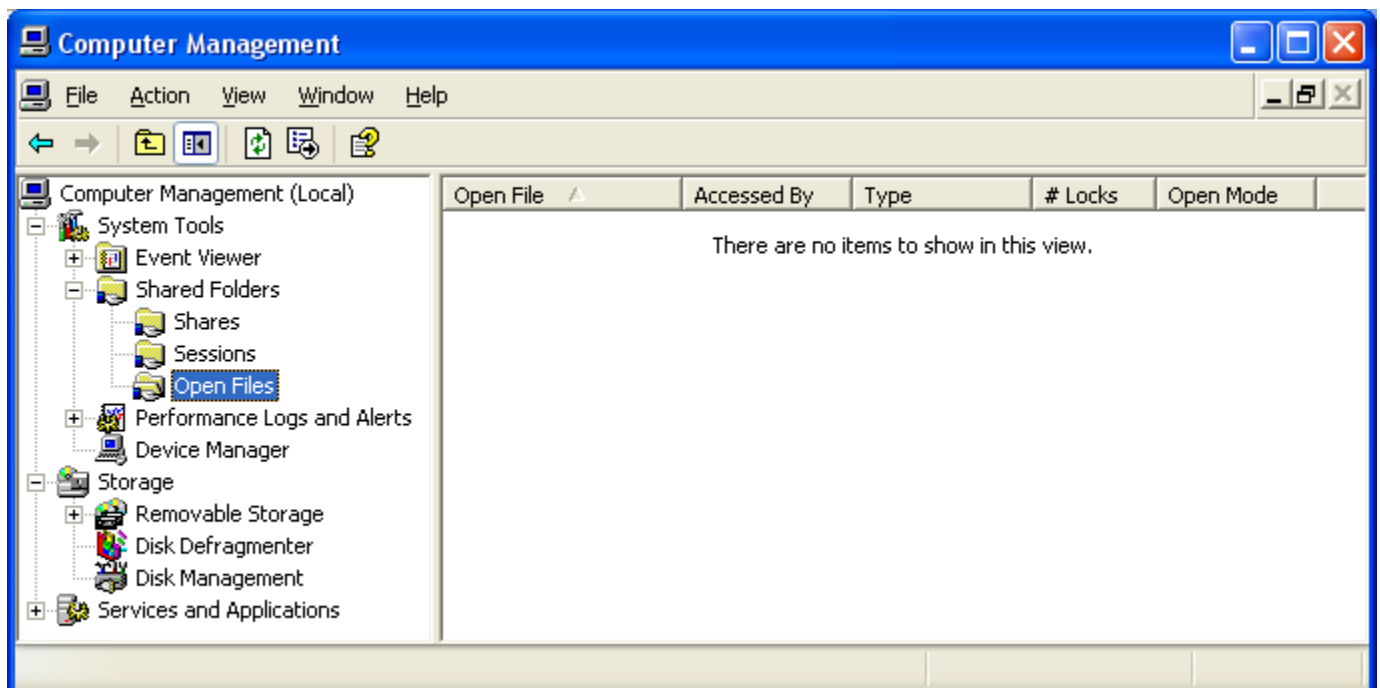 Computer Management
File Action View Window Help
Computer Management (Local)
System Tools
Event Viewer
Shared Folders
Shares
Sessions
Open Files
Performance Logs and Alerts
Device Manager
Storage
Removable Storage
Disk Defragmenter
Disk Management
Services and Applications
Open File Accessed By Type # Locks Open Mode
There are no items to show in this view.